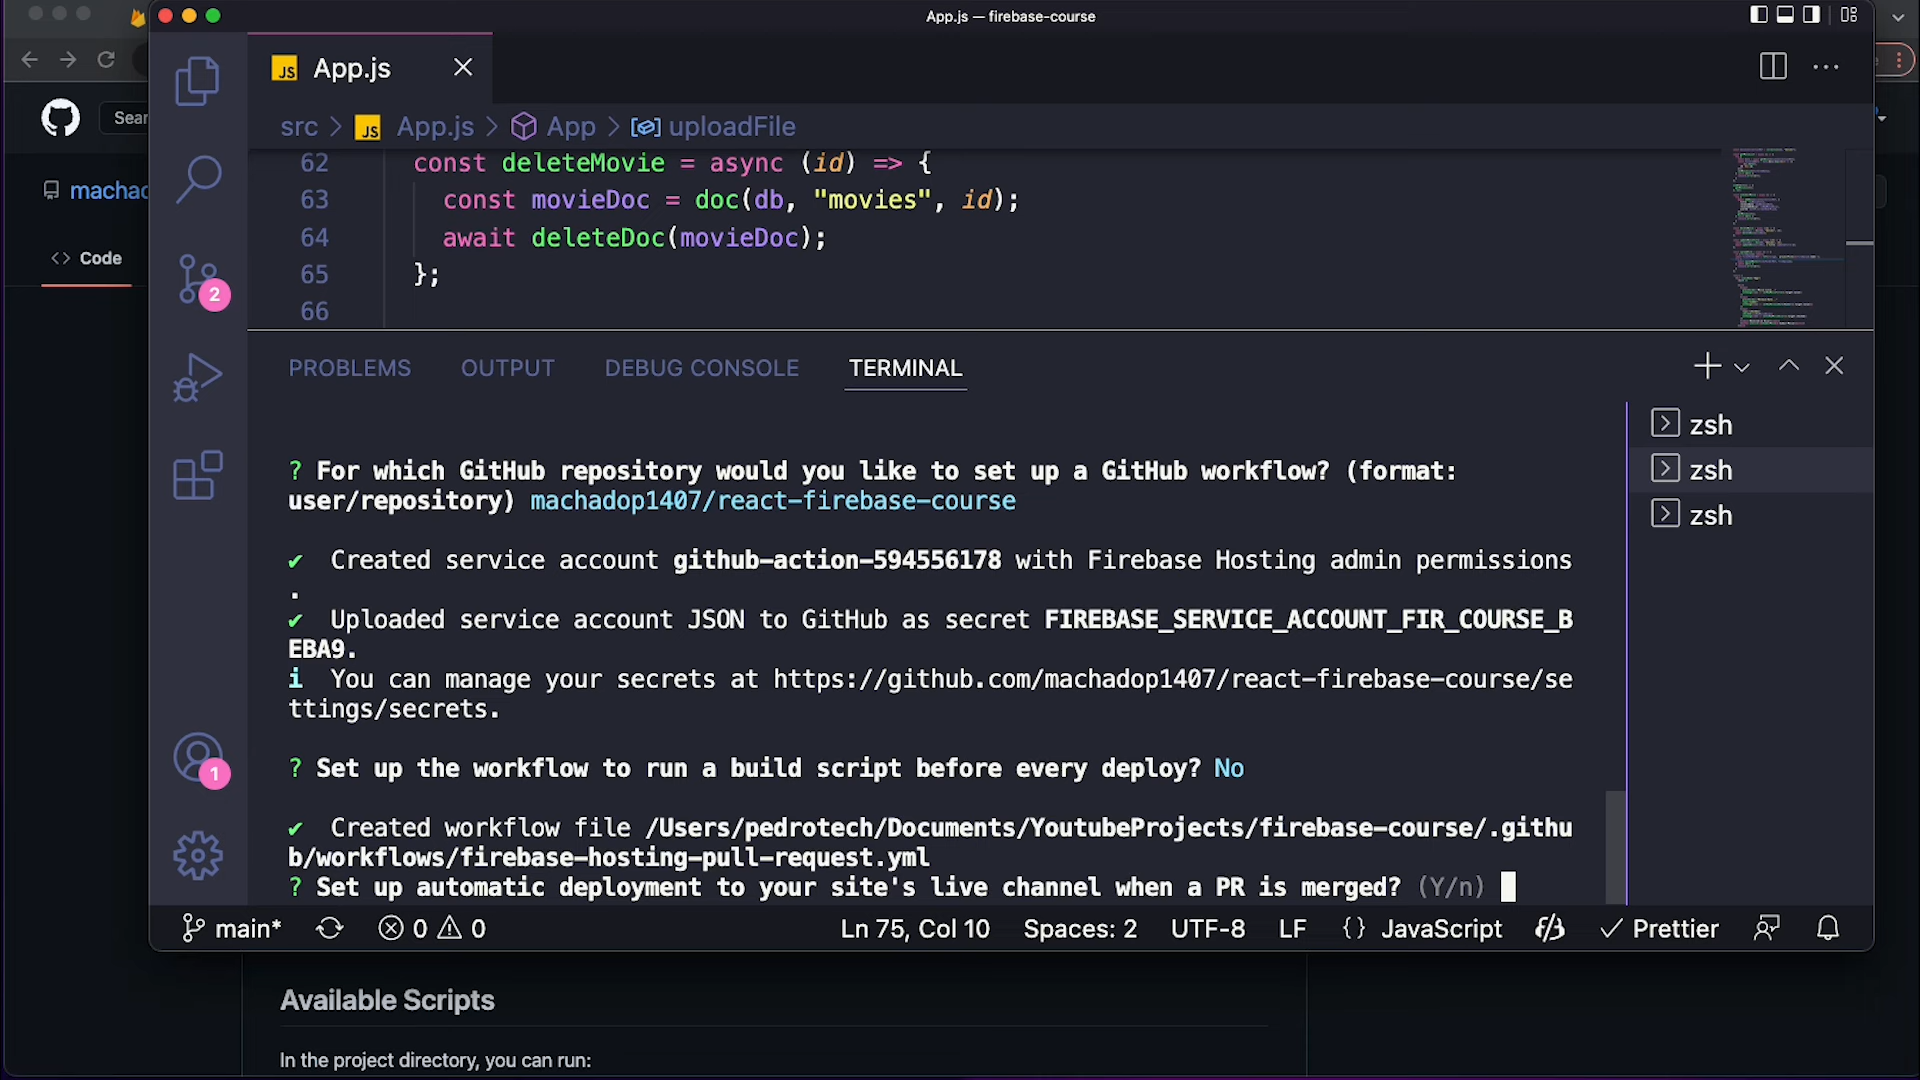 App.js — firebase-course
JS App.js
Sear
src > JS App.js > App > uploadFile
62 const deleteMovie = async (id) => {
machad
63 const movieDoc = doc(db, "movies", id);
64 await deleteDoc(movieDoc);
<> Code
65 };
2
66
PROBLEMS OUTPUT DEBUG CONSOLE TERMINAL
zsh
zsh
zsh
? For which GitHub repository would you like to set up a GitHub workflow? (format:
user/repository) machadop1407/react-firebase-course
✔ Created service account github-action-594556178 with Firebase Hosting admin permissions
.
✔ Uploaded service account JSON to GitHub as secret FIREBASE_SERVICE_ACCOUNT_FIR_COURSE_B
EBA9.
i You can manage your secrets at https://github.com/machadop1407/react-firebase-course/se
ttings/secrets.
? Set up the workflow to run a build script before every deploy? No
1
✔ Created workflow file /Users/pedrotech/Documents/YoutubeProjects/firebase-course/.githu
b/workflows/firebase-hosting-pull-request.yml
? Set up automatic deployment to your site's live channel when a PR is merged? (Y/n)
main* 0 0 Ln 75, Col 10 Spaces: 2 UTF-8 LF {} JavaScript Prettier
Available Scripts
In the project directory, you can run: